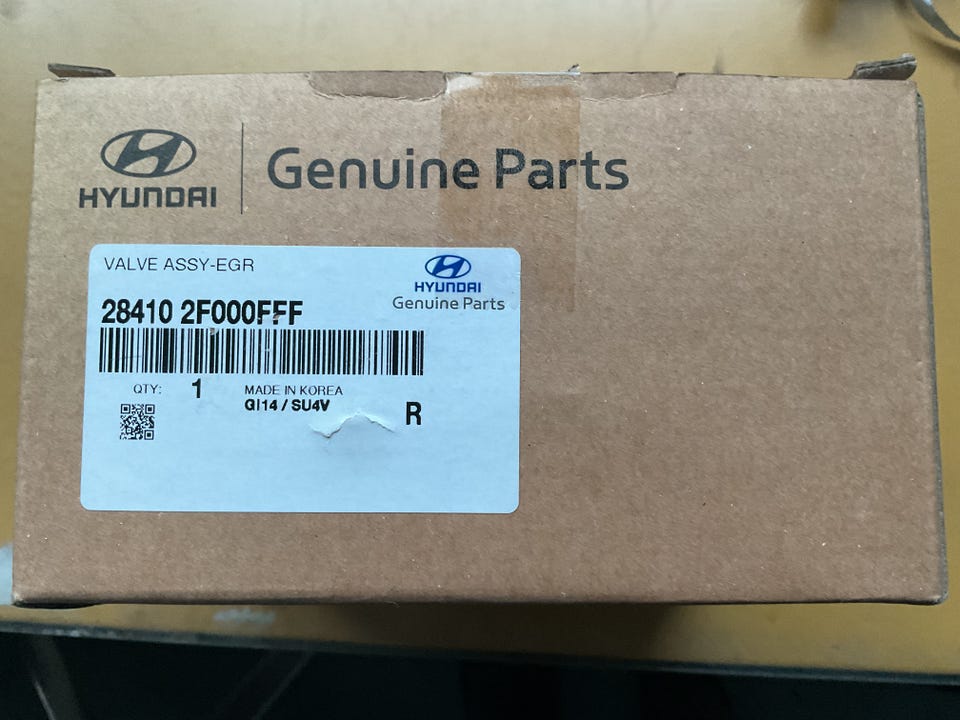 HYUNDAI
Genuine Parts
VALVE ASSY-EGR
HYUNDAI
Genuine Parts
28410 2F000FFF
QTY: 1
MADE IN KOREA
GI14 / SU4V
R